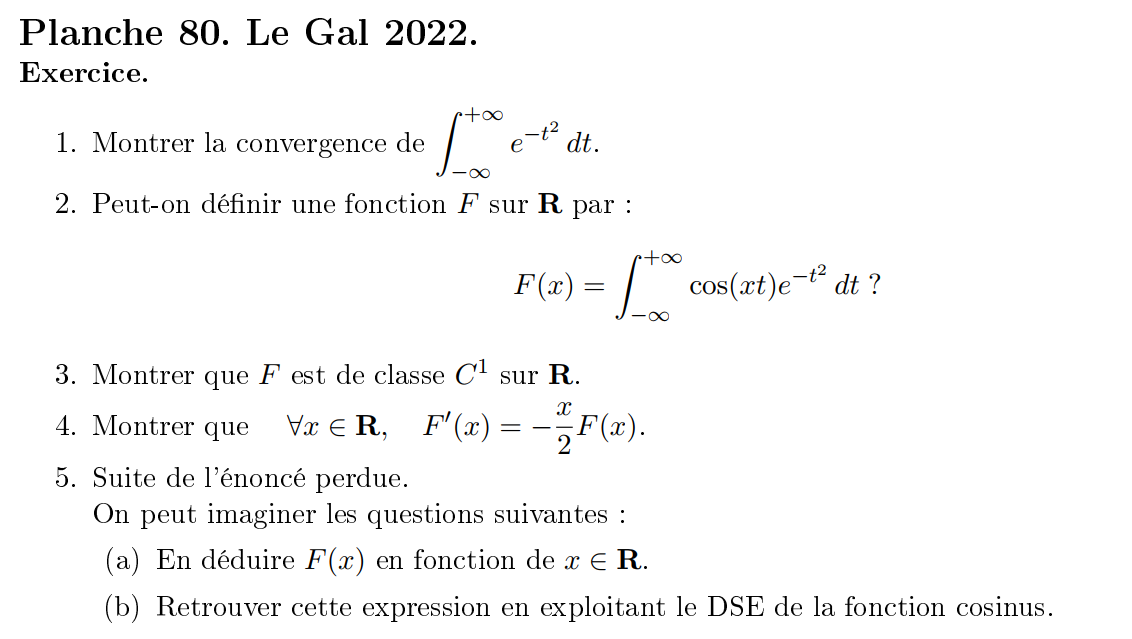 Planche 80. Le Gal 2022.
Exercice.
1. Montrer la convergence de $\int_{-\infty}^{+\infty} e^{-t^2} \, dt$.
2. Peut-on définir une fonction $F$ sur $\mathbf{R}$ par :
$F(x) = \int_{-\infty}^{+\infty} \cos(xt)e^{-t^2} \, dt$ ?
3. Montrer que $F$ est de classe $C^1$ sur $\mathbf{R}$.
4. Montrer que $\forall x \in \mathbf{R}, \quad F'(x) = -\frac{x}{2}F(x)$.
5. Suite de l'énoncé perdue.
On peut imaginer les questions suivantes :
(a) En déduire $F(x)$ en fonction de $x \in \mathbf{R}$.
(b) Retrouver cette expression en exploitant le DSE de la fonction cosinus.